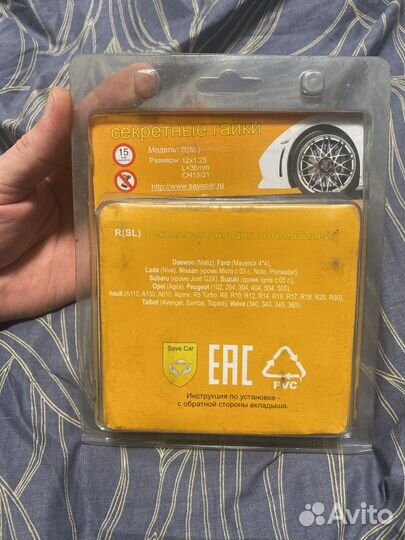 секретные гайки
15
Модель: R(SL)
Размеры: 12x1.25
L=36mm
CH19/21
http://www.savecar.ru
R(SL) Рекомендовано для автомобилей:
Daewoo (Matiz), Ford (Maverick 4*4),
Lada (Niva), Nissan (кроме Micra с 03 г., Note, Primastar),
Subaru (кроме Justi G3X), Suzuki (кроме Ignis с 05 г.),
Opel (Agila), Peugeot (102, 204, 304, 404, 504, 505),
nault (A110, A130, A610, Alpine, R5 Turbo, R8, R10, R12, R14, R16, R17, R18, R20, R30),
Talbot (Avenger, Samba, Togara), Volvo (340, 343, 345, 360).
Save Car
EAC
PVC
Инструкция по установке -
с обратной стороны вкладыша.
Avito